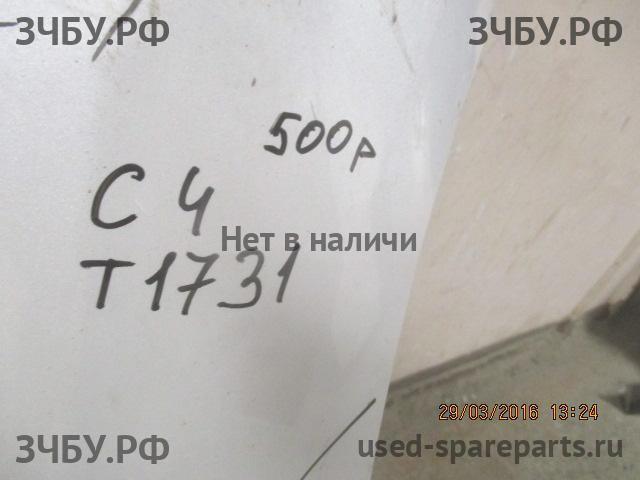 ЗЧБУ.РФ
ЗЧБУ.РФ
500р
С 4
Нет в наличи
Т1731
29/03/2016 13:24
ЗЧБУ.РФ
used-spareparts.ru